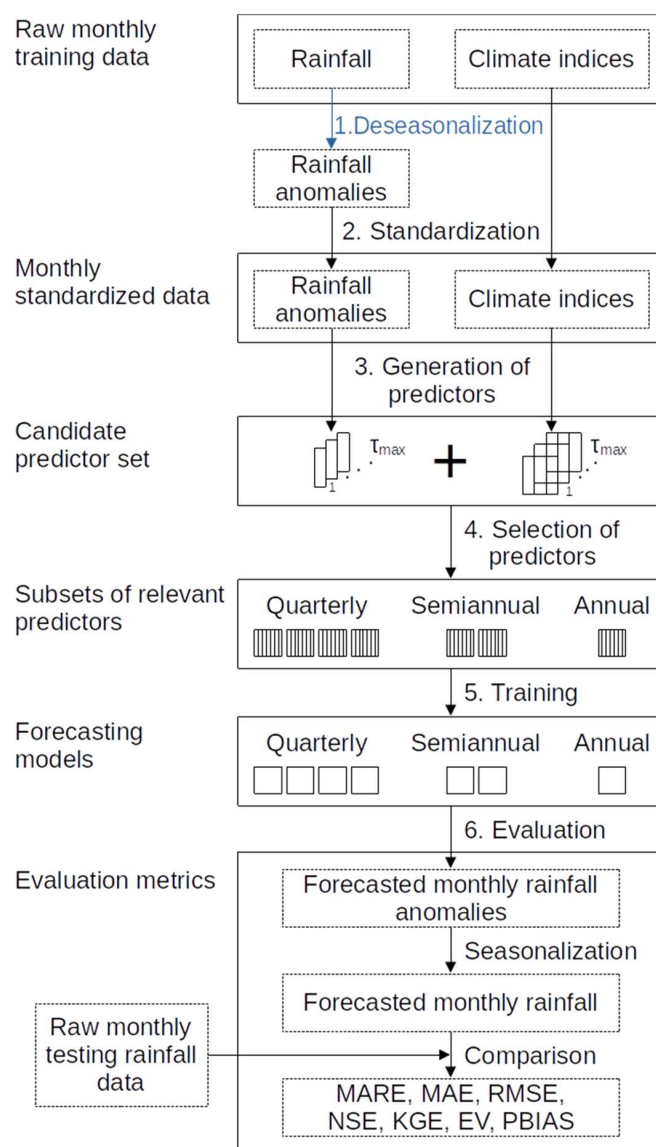 Raw monthly
training data
Rainfall
Climate indices
1.Deseasonalization
Rainfall
anomalies
2. Standardization
Monthly
standardized data
Rainfall
anomalies
Climate indices
3. Generation of
predictors
Candidate
predictor set
1
τmax
+
1
τmax
4. Selection of
predictors
Subsets of relevant
predictors
Quarterly
Semiannual
Annual
5. Training
Forecasting
models
Quarterly
Semiannual
Annual
6. Evaluation
Evaluation metrics
Forecasted monthly rainfall
anomalies
Seasonalization
Forecasted monthly rainfall
Raw monthly
testing rainfall
data
Comparison
MARE, MAE, RMSE,
NSE, KGE, EV, PBIAS